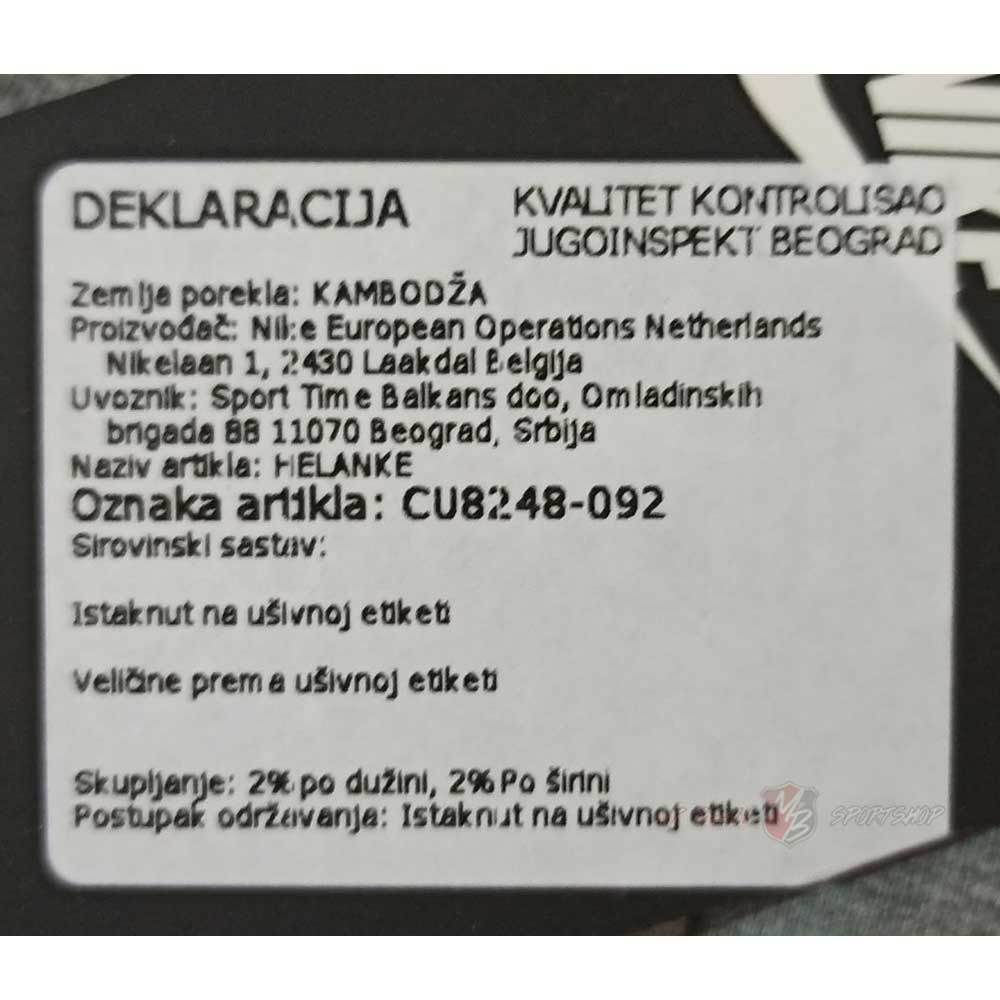 DEKLARACIJA
KVALITET KONTROLISAO
JUGOINSPEKT BEOGRAD
Zemlja porekla: KAMBODŽA
Proizvođač: Nike European Operations Netherlands
Nikelaan 1, 2430 Laakdal Belgija
Uvoznik: Sport Time Balkans doo, Omladinskih
brigada 88 11070 Beograd, Srbija
Naziv artikla: HELANKE
Oznaka artikla: CU8248-092
Sirovinski sastav:
Istaknut na ušivnoj etiketi
Veličine prema ušivnoj etiketi
Skupljanje: 2% po dužini, 2% Po širini
Postupak održavanja: Istaknut na ušivnoj etiketi
MB SPORTSHOP